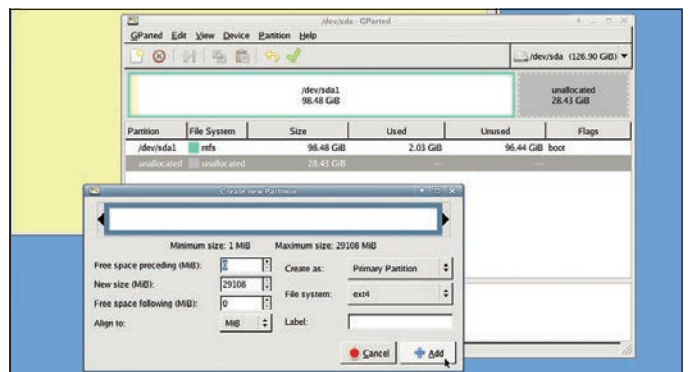 /dev/sda - GParted
GParted Edit View Device Partition Help
/dev/sda (126.90 GiB)
/dev/sda1
98.48 GiB
unallocated
28.43 GiB
Partition File System Size Used Unused Flags
/dev/sda1 ntfs 98.48 GiB 2.03 GiB 96.44 GiB boot
unallocated unallocated 28.43 GiB — —
Create new Partition
Minimum size: 1 MiB Maximum size: 29108 MiB
Free space preceding (MiB): 0 Create as: Primary Partition
New size (MiB): 29108
File system: ext4
Free space following (MiB): 0
Align to: MiB Label:
Cancel Add